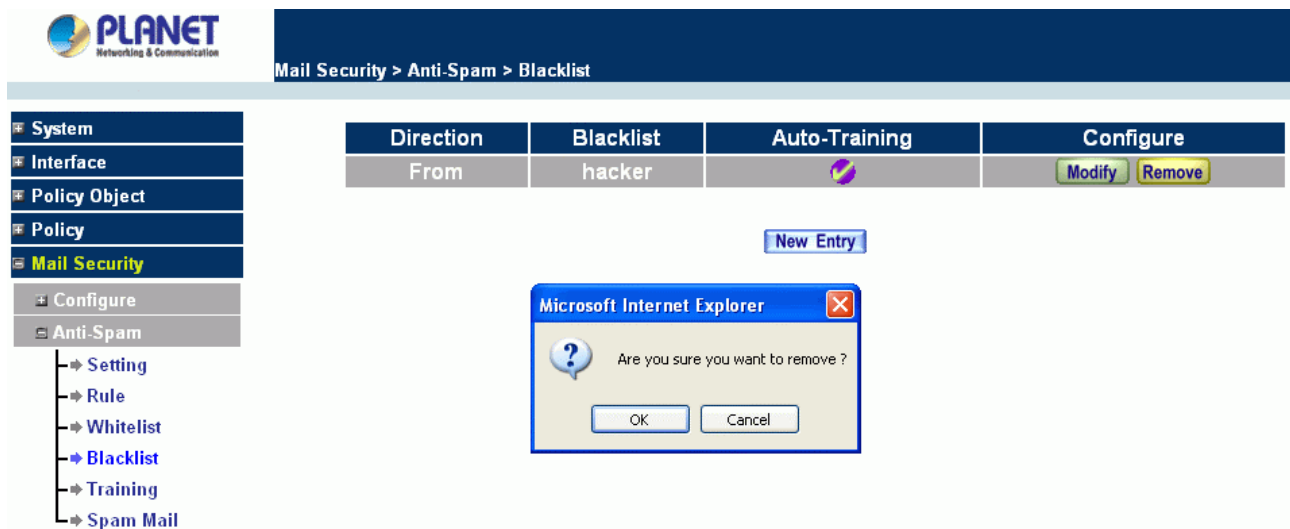 PLANET
Networking & Communication
Mail Security > Anti-Spam > Blacklist
System
Interface
Policy Object
Policy
Mail Security
Configure
Anti-Spam
Setting
Rule
Whitelist
Blacklist
Training
Spam Mail
Direction Blacklist Auto-Training Configure
From hacker Modify Remove
New Entry
Microsoft Internet Explorer
Are you sure you want to remove ?
OK Cancel